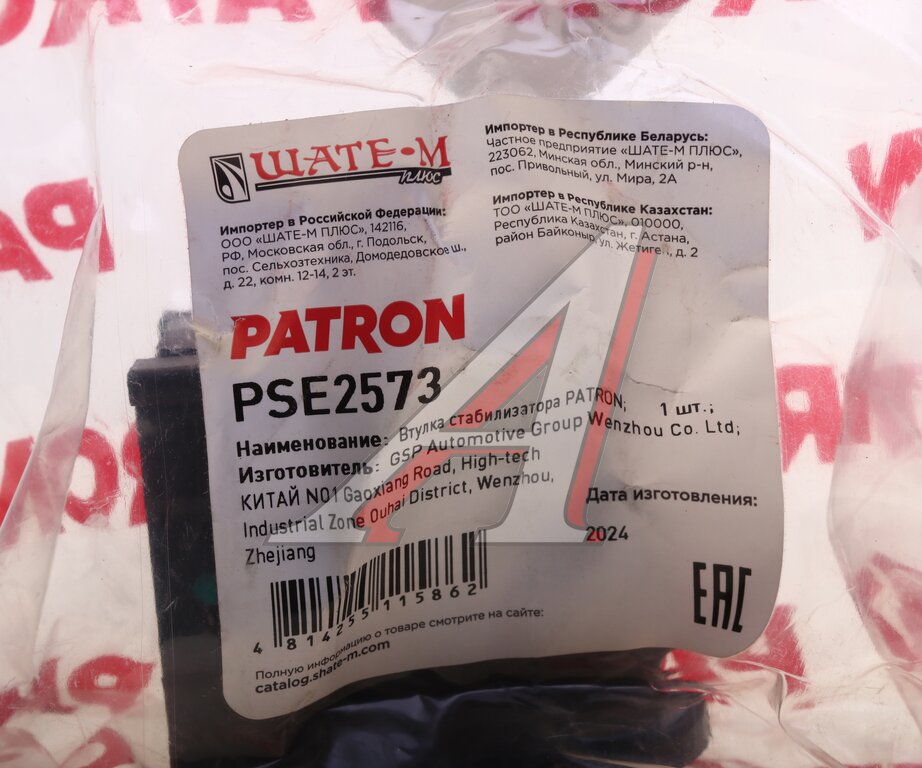 ШАТЕ-М
ПЛЮС
Импортер в Российской Федерации:
ООО «ШАТЕ-М ПЛЮС», 142116,
РФ, Московская обл., г. Подольск,
пос. Сельхозтехника, Домодедовское ш.,
д. 22, комн. 12-14, 2 эт.
Импортер в Республике Беларусь:
Частное предприятие «ШАТЕ-М ПЛЮС»,
223062, Минская обл., Минский р-н,
пос. Привольный, ул. Мира, 2А
Импортер в Республике Казахстан:
ТОО «ШАТЕ-М ПЛЮС», 010000,
Республика Казахстан, г. Астана,
район Байконыр, ул. Жетиген, д. 2
PATRON
PSE2573
Наименование: Втулка стабилизатора PATRON; 1 шт.;
Изготовитель: GSP Automotive Group Wenzhou Co. Ltd;
КИТАЙ NO1 Gaoxiang Road, High-tech
Industrial Zone Ouhai District, Wenzhou,
Zhejiang
Дата изготовления:
2024
4 814255 115862
EAC
Полную информацию о товаре смотрите на сайте:
catalog.shate-m.com